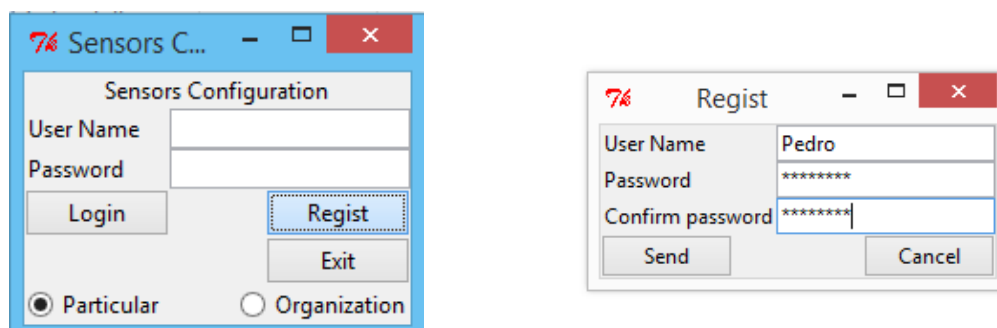 Sensors C...
Sensors Configuration
User Name
Password
Login Regist
Exit
Particular Organization
Regist
User Name Pedro
Password ********
Confirm password ********
Send Cancel